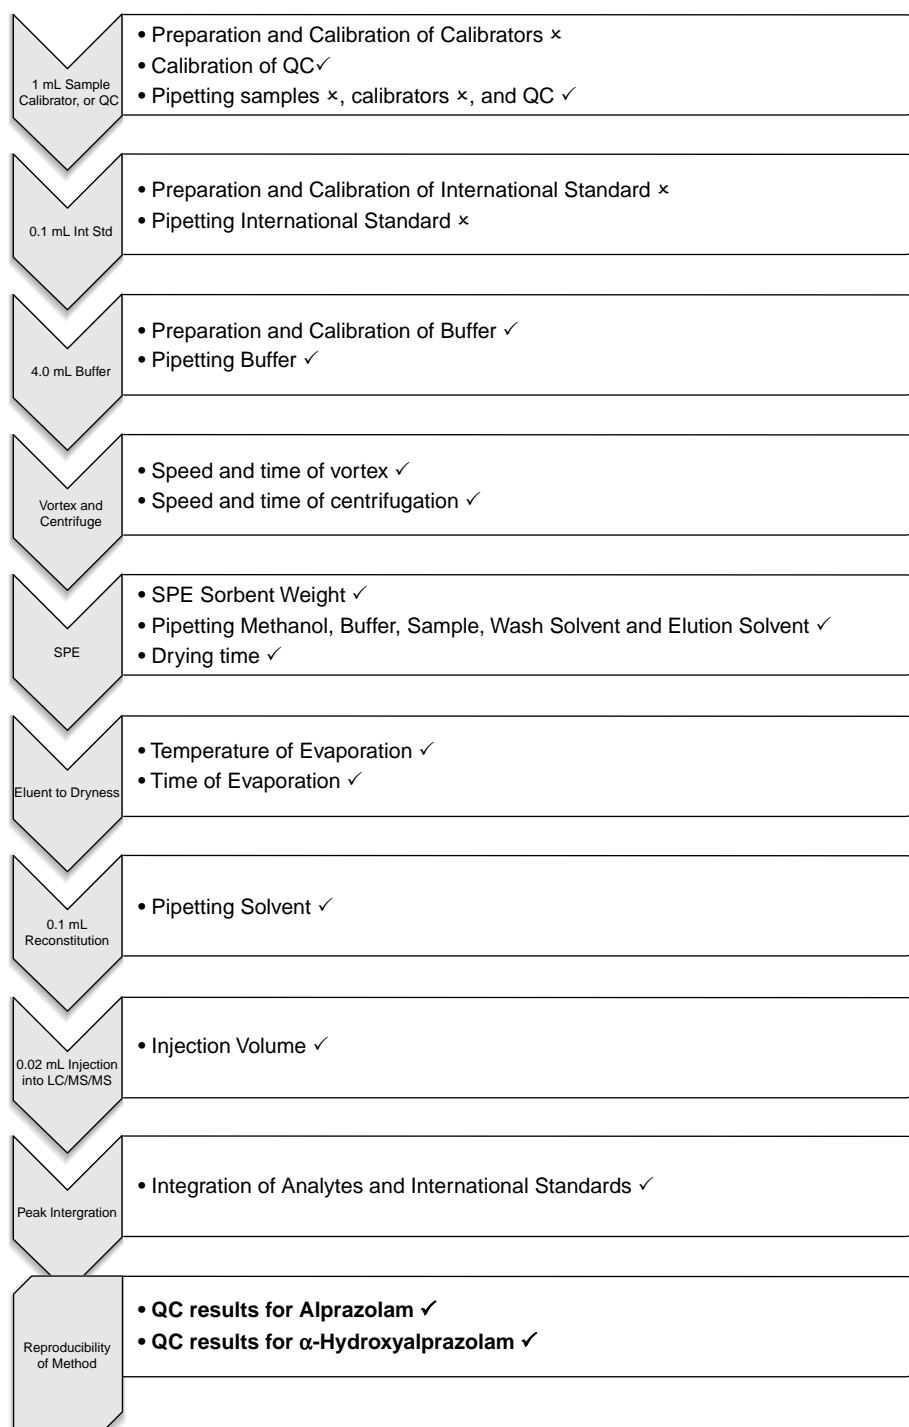 1 mL Sample
Calibrator, or QC
• Preparation and Calibration of Calibrators ×
• Calibration of QC✓
• Pipetting samples ×, calibrators ×, and QC ✓
0.1 mL Int Std
• Preparation and Calibration of International Standard ×
• Pipetting International Standard ×
4.0 mL Buffer
• Preparation and Calibration of Buffer ✓
• Pipetting Buffer ✓
Vortex and
Centrifuge
• Speed and time of vortex ✓
• Speed and time of centrifugation ✓
SPE
• SPE Sorbent Weight ✓
• Pipetting Methanol, Buffer, Sample, Wash Solvent and Elution Solvent ✓
• Drying time ✓
Eluent to Dryness
• Temperature of Evaporation ✓
• Time of Evaporation ✓
0.1 mL
Reconstitution
• Pipetting Solvent ✓
0.02 mL Injection
into LC/MS/MS
• Injection Volume ✓
Peak Intergration
• Integration of Analytes and International Standards ✓
Reproducibility
of Method
• QC results for Alprazolam ✓
• QC results for α-Hydroxyalprazolam ✓